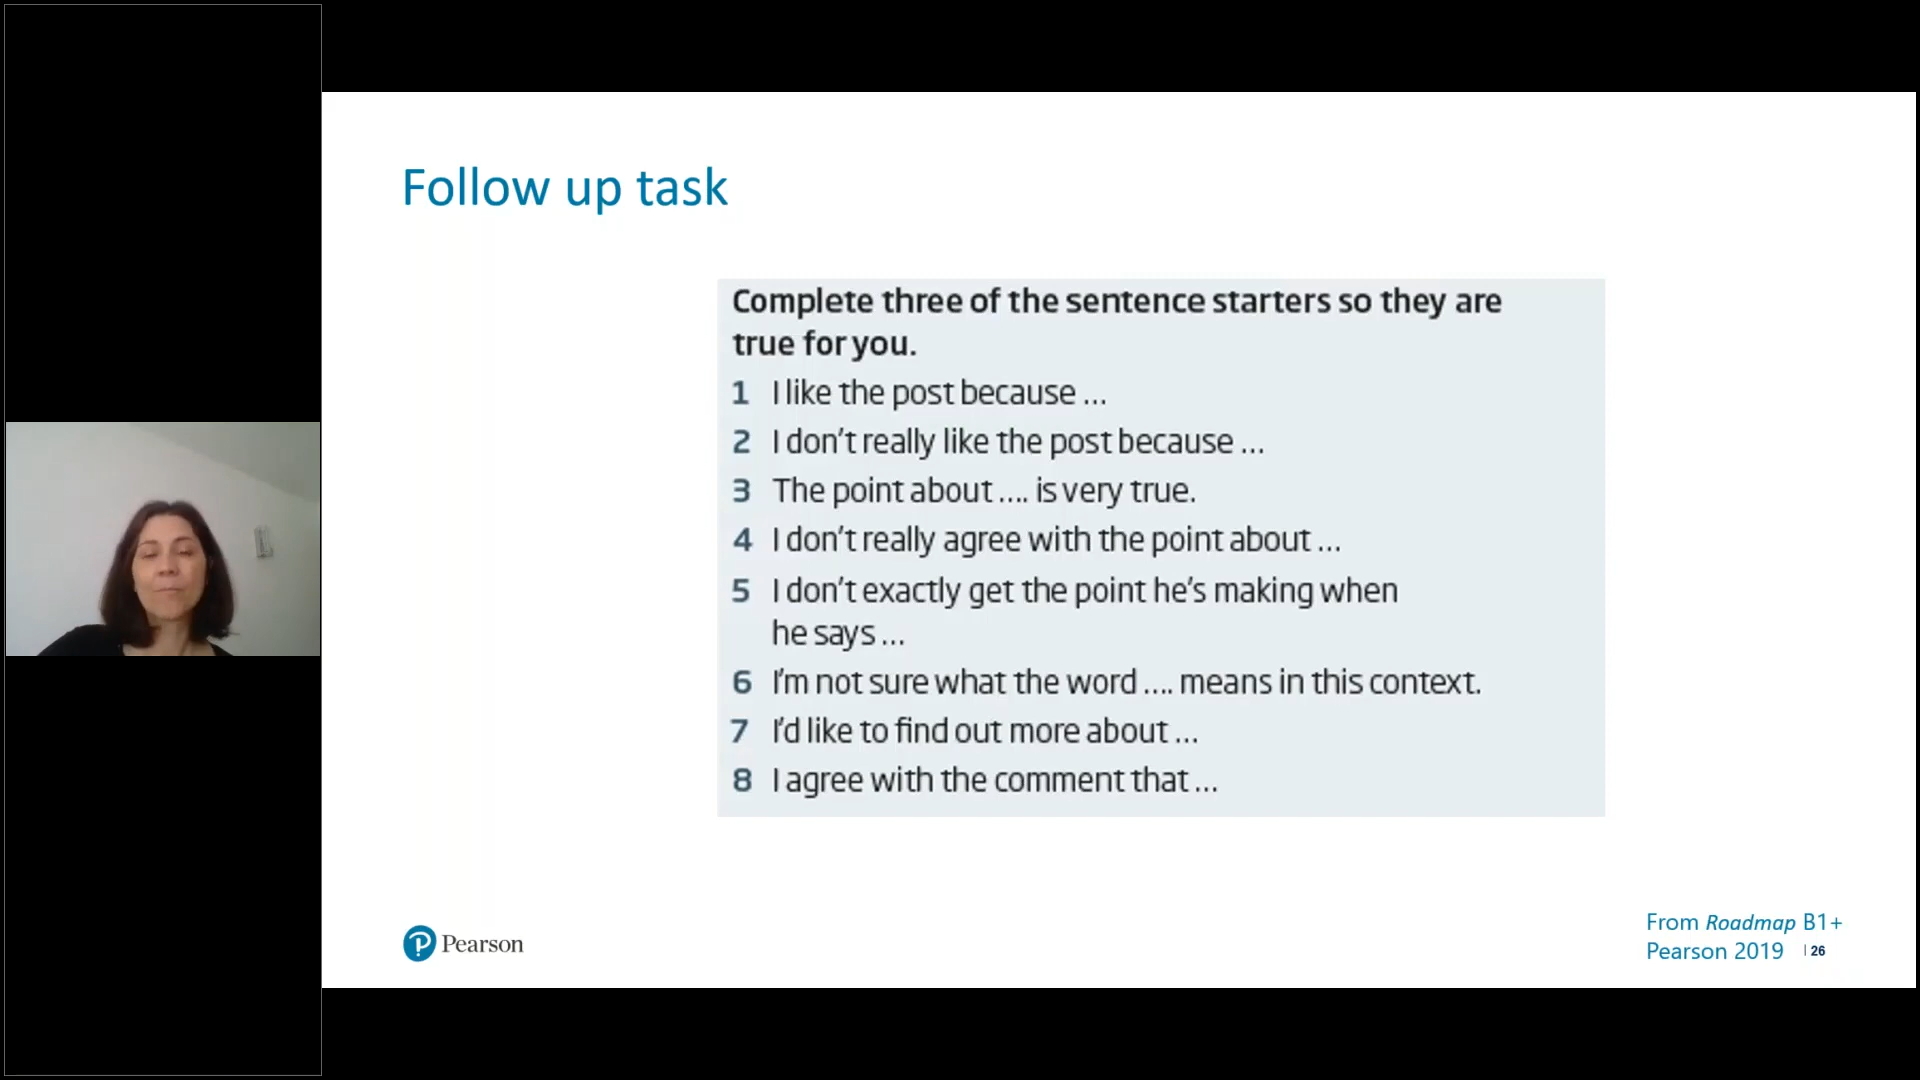 Follow up task
Complete three of the sentence starters so they are
true for you.
1 I like the post because ...
2 I don't really like the post because ...
3 The point about .... is very true.
4 I don't really agree with the point about ...
5 I don't exactly get the point he's making when
he says ...
6 I'm not sure what the word .... means in this context.
7 I'd like to find out more about ...
8 I agree with the comment that ...
Pearson
From Roadmap B1+
Pearson 2019 | 26